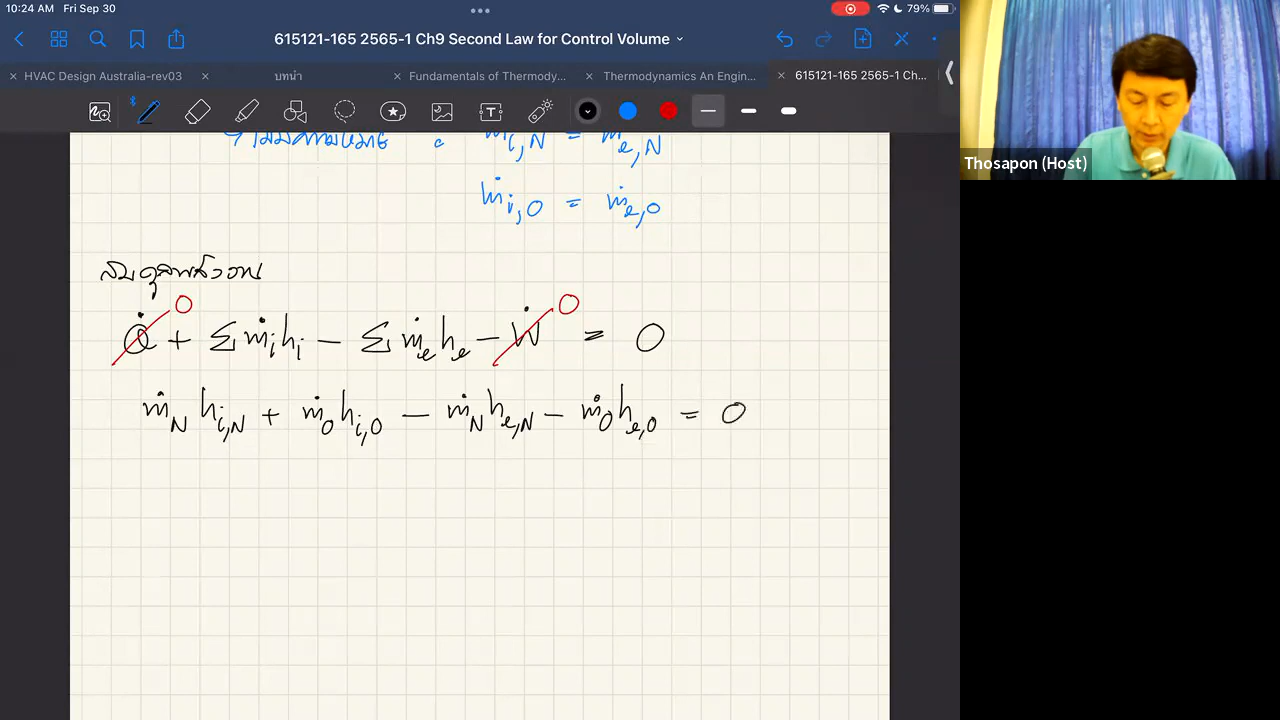 10:24 AM Fri Sep 30 79%
615121-165 2565-1 Ch9 Second Law for Control Volume
HVAC Design Australia-rev03 บทนำ Fundamentals of Thermody... Thermodynamics An Engin... 615121-165 2565-1 Ch...
ṁi,N = ṁe,N
ṁi,O = ṁe,O
สมดุลพลังงาน
Q̇ 0 + Σ ṁihi − Σ ṁehe − Ẇ 0 = 0
ṁN hi,N + ṁO hi,O − ṁN he,N − ṁO he,O = 0
Thosapon (Host)